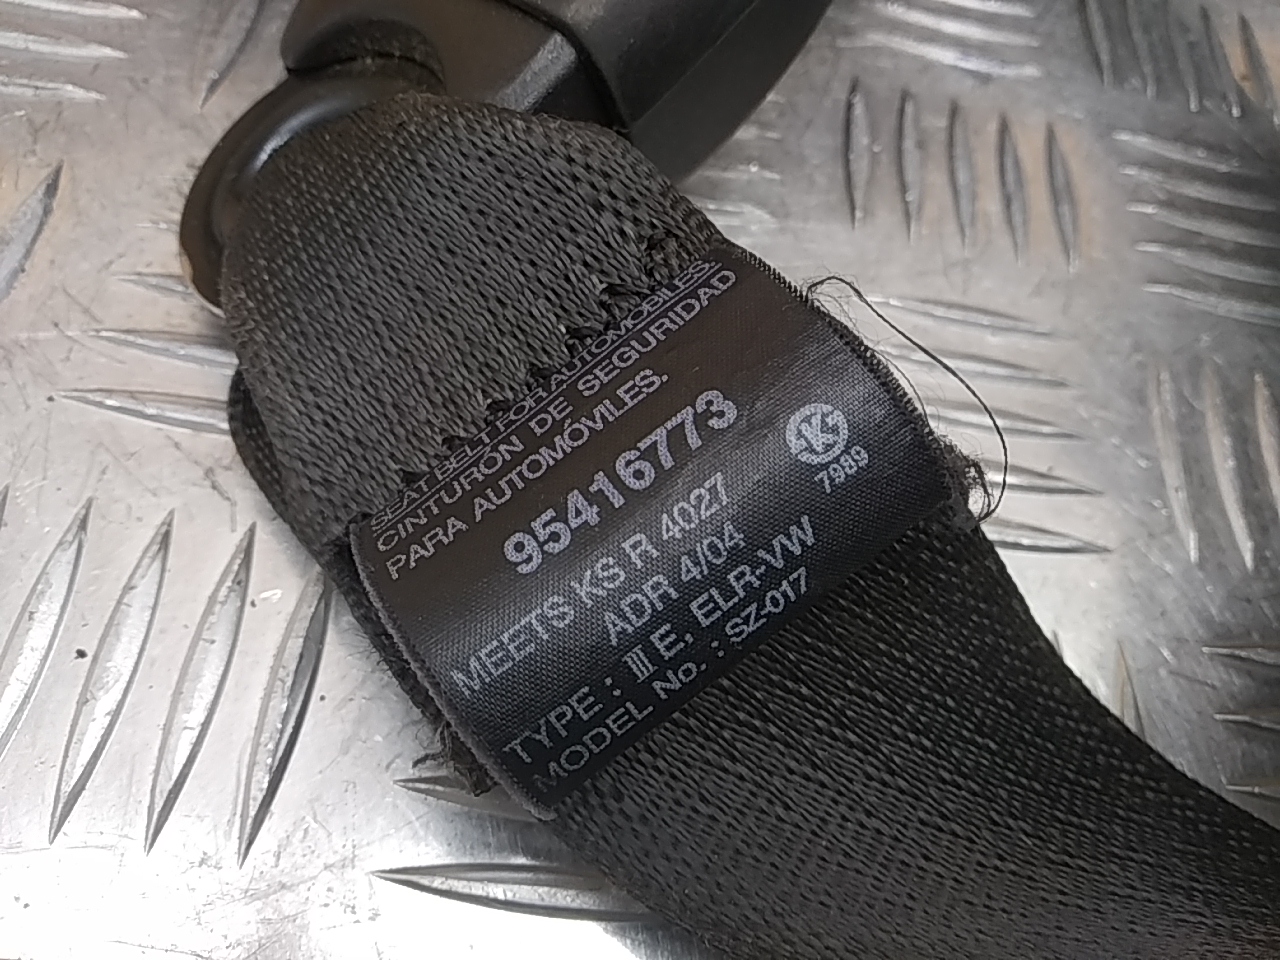 SEAT BELT FOR AUTOMOBILES.
CINTURÓN DE SEGURIDAD
PARA AUTOMÓVILES.
95416773
MEETS KS R 4027
ADR 4/04
TYPE : III E, ELR-VW
MODEL No. : SZ-017
KS
7989